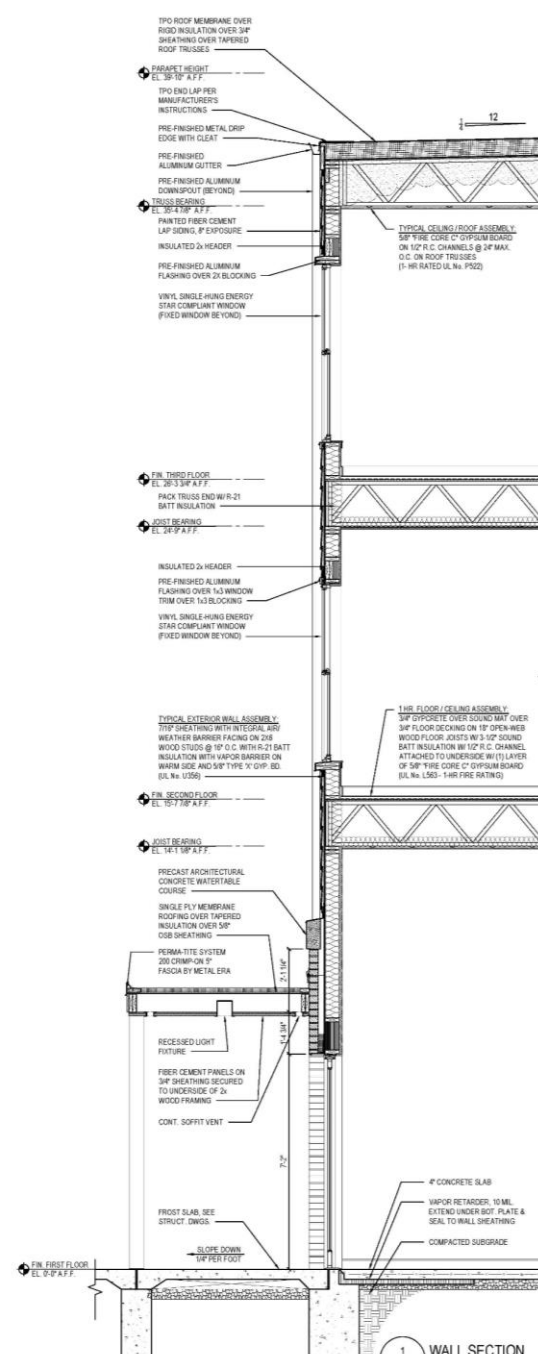 TPO ROOF MEMBRANE OVER
RIGID INSULATION OVER 3/4"
SHEATHING OVER TAPERED
ROOF TRUSSES
PARAPET HEIGHT
EL. 39'-10" A.F.F.
TPO END LAP PER
MANUFACTURER'S
INSTRUCTIONS
PRE-FINISHED METAL DRIP
EDGE WITH CLEAT
PRE-FINISHED
ALUMINUM GUTTER
PRE-FINISHED ALUMINUM
DOWNSPOUT (BEYOND)
TRUSS BEARING
EL. 35'-4 7/8" A.F.F.
PAINTED FIBER CEMENT
LAP SIDING, 8" EXPOSURE
INSULATED 2x HEADER
PRE-FINISHED ALUMINUM
FLASHING OVER 2X BLOCKING
VINYL SINGLE-HUNG ENERGY
STAR COMPLIANT WINDOW
(FIXED WINDOW BEYOND)
12
TYPICAL CEILING / ROOF ASSEMBLY:
5/8" "FIRE CORE C" GYPSUM BOARD
ON 1/2" R.C. CHANNELS @ 24" MAX.
O.C. ON ROOF TRUSSES
(1- HR RATED UL No. P522)
FIN. THIRD FLOOR
EL. 26'-3 3/4" A.F.F.
PACK TRUSS END W/ R-21
BATT INSULATION
JOIST BEARING
EL. 24'-9" A.F.F.
INSULATED 2x HEADER
PRE-FINISHED ALUMINUM
FLASHING OVER 1x3 WINDOW
TRIM OVER 1x3 BLOCKING
VINYL SINGLE-HUNG ENERGY
STAR COMPLIANT WINDOW
(FIXED WINDOW BEYOND)
TYPICAL EXTERIOR WALL ASSEMBLY:
7/16" SHEATHING WITH INTEGRAL AIR/
WEATHER BARRIER FACING ON 2X6
WOOD STUDS @ 16" O.C. WITH R-21 BATT
INSULATION WITH VAPOR BARRIER ON
WARM SIDE AND 5/8" TYPE 'X' GYP. BD.
(UL No. U356)
1 HR. FLOOR / CEILING ASSEMBLY:
3/4" GYPCRETE OVER SOUND MAT OVER
3/4" FLOOR DECKING ON 18" OPEN-WEB
WOOD FLOOR JOISTS W/ 3-1/2" SOUND
BATT INSULATION W/ 1/2" R.C. CHANNEL
ATTACHED TO UNDERSIDE W/ (1) LAYER
OF 5/8" "FIRE CORE C" GYPSUM BOARD
(UL No. L563 - 1-HR FIRE RATING)
FIN. SECOND FLOOR
EL. 15'-7 7/8" A.F.F.
JOIST BEARING
EL. 14'-1 1/8" A.F.F.
PRECAST ARCHITECTURAL
CONCRETE WATERTABLE
COURSE
SINGLE PLY MEMBRANE
ROOFING OVER TAPERED
INSULATION OVER 5/8"
OSB SHEATHING
PERMA-TITE SYSTEM
200 CRIMP-ON 5"
FASCIA BY METAL ERA
2'-1 1/4"
1'-4 3/4"
RECESSED LIGHT
FIXTURE
FIBER CEMENT PANELS ON
3/4" SHEATHING SECURED
TO UNDERSIDE OF 2x
WOOD FRAMING
CONT. SOFFIT VENT
7'-2"
4" CONCRETE SLAB
VAPOR RETARDER, 10 MIL.
EXTEND UNDER BOT. PLATE &
SEAL TO WALL SHEATHING
COMPACTED SUBGRADE
FROST SLAB, SEE
STRUCT. DWGS.
SLOPE DOWN
1/4" PER FOOT
FIN. FIRST FLOOR
EL. 0'-0" A.F.F.
1 WALL SECTION